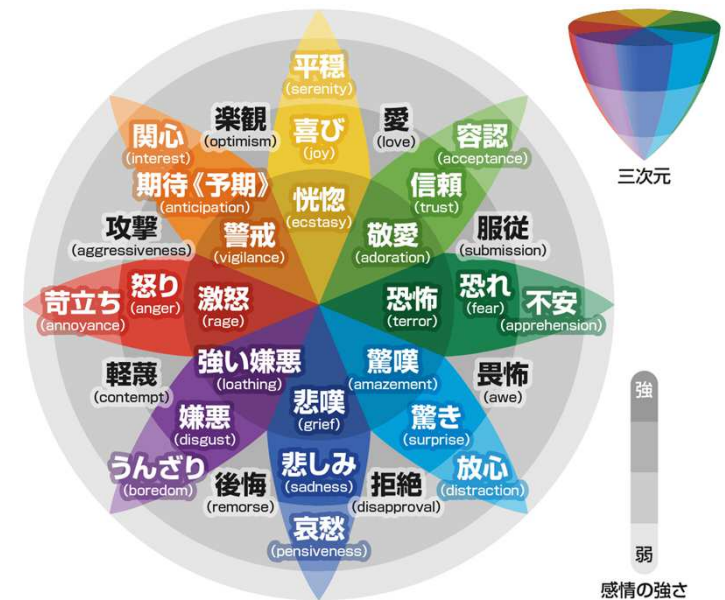 平穏
(serenity)
楽観
(optimism)
喜び
(joy)
愛
(love)
関心
(interest)
容認
(acceptance)
期待《予期》
(anticipation)
恍惚
(ecstasy)
信頼
(trust)
攻撃
(aggressiveness)
警戒
(vigilance)
敬愛
(adoration)
服従
(submission)
苛立ち
(annoyance)
怒り
(anger)
激怒
(rage)
恐怖
(terror)
恐れ
(fear)
不安
(apprehension)
軽蔑
(contempt)
強い嫌悪
(loathing)
驚嘆
(amazement)
畏怖
(awe)
嫌悪
(disgust)
悲嘆
(grief)
驚き
(surprise)
うんざり
(boredom)
後悔
(remorse)
悲しみ
(sadness)
拒絶
(disapproval)
放心
(distraction)
哀愁
(pensiveness)
三次元
強
弱
感情の強さ